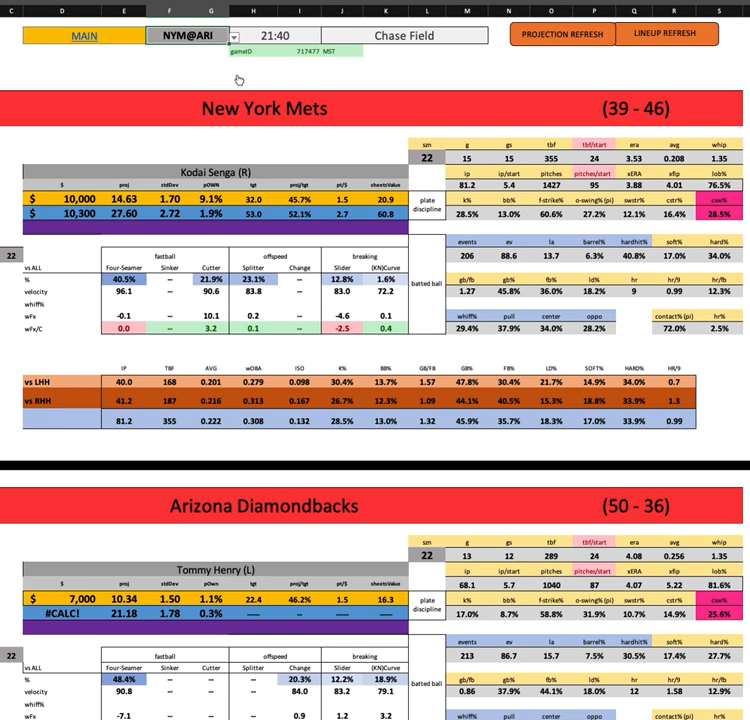 C D E F G H I J K L M N O P Q R S
MAIN NYM@ARI 21:40 Chase Field PROJECTION REFRESH LINEUP REFRESH
gameID 717477 MST
New York Mets (39 - 46)
szn g gs tbf tbf/start era avg whip
22 15 15 355 24 3.53 0.208 1.35
Kodai Senga (R) ip ip/start pitches pitches/start xERA xfip lob%
$ proj stdDev pOWN tgt proj/tgt pt/$ sheetsValue 81.2 5.4 1427 95 3.88 4.01 76.5%
$ 10,000 14.63 1.70 9.1% 32.0 45.7% 1.5 20.9 plate discipline k% bb% f-strike% o-swing% (pi) swstr% cstr% csw%
$ 10,300 27.60 2.72 1.9% 53.0 52.1% 2.7 60.8 28.5% 13.0% 60.6% 27.2% 12.1% 16.4% 28.5%
events ev la barrel% hardhit% soft% hard%
22 fastball offspeed breaking 206 88.6 13.7 6.3% 40.8% 17.0% 34.0%
vs ALL Four-Seamer Sinker Cutter Splitter Change Slider (KN)Curve batted ball
% 40.5% -- 21.9% 23.1% -- 12.8% 1.6% gb/fb gb% fb% ld% hr hr/9 hr/fb
velocity 96.1 -- 90.6 83.8 -- 83.0 72.2 1.27 45.8% 36.0% 18.2% 9 0.99 12.3%
whiff%
wFx -0.1 -- 10.1 0.2 -- -4.6 0.1 whiff% pull center oppo contact% (pi) hr%
wFx/C 0.0 -- 3.2 0.1 -- -2.5 0.4 29.4% 37.9% 34.0% 28.2% 72.0% 2.5%
IP TBF AVG wOBA ISO K% BB% GB/FB GB% FB% LD% SOFT% HARD% HR/9
vs LHH 40.0 168 0.201 0.279 0.098 30.4% 13.7% 1.57 47.8% 30.4% 21.7% 14.9% 34.0% 0.7
vs RHH 41.2 187 0.216 0.313 0.167 26.7% 12.3% 1.09 44.1% 40.5% 15.3% 18.8% 33.9% 1.3
81.2 355 0.222 0.308 0.132 28.5% 13.0% 1.32 45.9% 35.7% 18.3% 17.0% 33.9% 0.99
Arizona Diamondbacks (50 - 36)
szn g gs tbf tbf/start era avg whip
22 13 12 289 24 4.08 0.256 1.35
Tommy Henry (L) ip ip/start pitches pitches/start xERA xfip lob%
$ proj stdDev pOwn tgt proj/tgt pt/$ sheetsValue 68.1 5.7 1040 87 4.07 5.22 81.6%
$ 7,000 10.34 1.50 1.1% 22.4 46.2% 1.5 16.3 plate discipline k% bb% f-strike% o-swing% (pi) swstr% cstr% csw%
#CALC! 21.18 1.78 0.3% ---- ---- -- ---- 17.0% 8.7% 58.8% 31.9% 10.7% 14.9% 25.6%
events ev la barrel% hardhit% soft% hard%
22 fastball offspeed breaking 213 86.7 15.7 7.5% 30.5% 17.4% 27.7%
vs ALL Four-Seamer Sinker Cutter Splitter Change Slider (KN)Curve batted ball
% 48.4% -- -- -- 20.3% 12.2% 18.9% gb/fb gb% fb% ld% hr hr/9 hr/fb
velocity 90.8 -- -- -- 84.0 83.2 79.1 0.86 37.9% 44.1% 18.0% 12 1.58 12.9%
whiff%
wFx -7.1 -- -- -- 0.9 1.2 3.2 whiff% pull center oppo contact% (pi) hr%